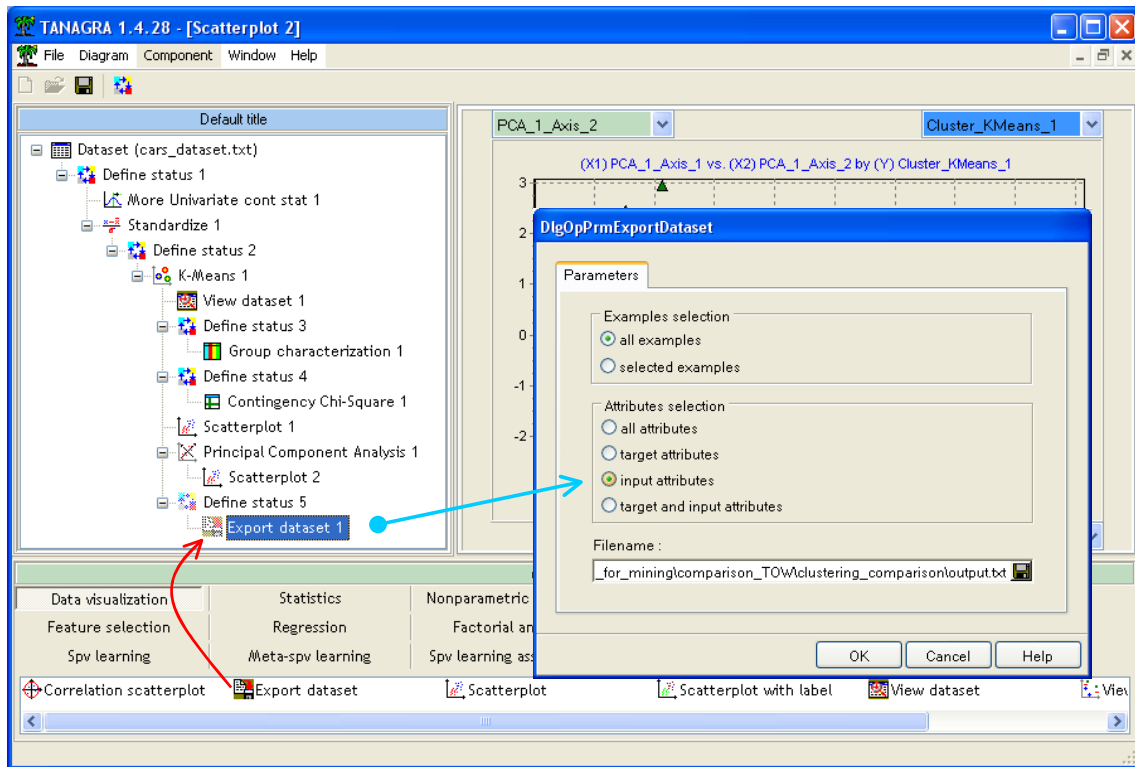 TANAGRA 1.4.28 - [Scatterplot 2]
File Diagram Component Window Help
Default title
Dataset (cars_dataset.txt)
Define status 1
More Univariate cont stat 1
Standardize 1
Define status 2
K-Means 1
View dataset 1
Define status 3
Group characterization 1
Define status 4
Contingency Chi-Square 1
Scatterplot 1
Principal Component Analysis 1
Scatterplot 2
Define status 5
Export dataset 1
PCA_1_Axis_2 Cluster_KMeans_1
(X1) PCA_1_Axis_1 vs. (X2) PCA_1_Axis_2 by (Y) Cluster_KMeans_1
3
2
1
0
-1
-2
DlgOpPrmExportDataset
Parameters
Examples selection
all examples
selected examples
Attributes selection
all attributes
target attributes
input attributes
target and input attributes
Filename :
_for_mining\comparison_TOW\clustering_comparison\output.txt
OK Cancel Help
Data visualization Statistics Nonparametric
Feature selection Regression Factorial an
Spv learning Meta-spv learning Spv learning ass
Correlation scatterplot Export dataset Scatterplot Scatterplot with label View dataset View